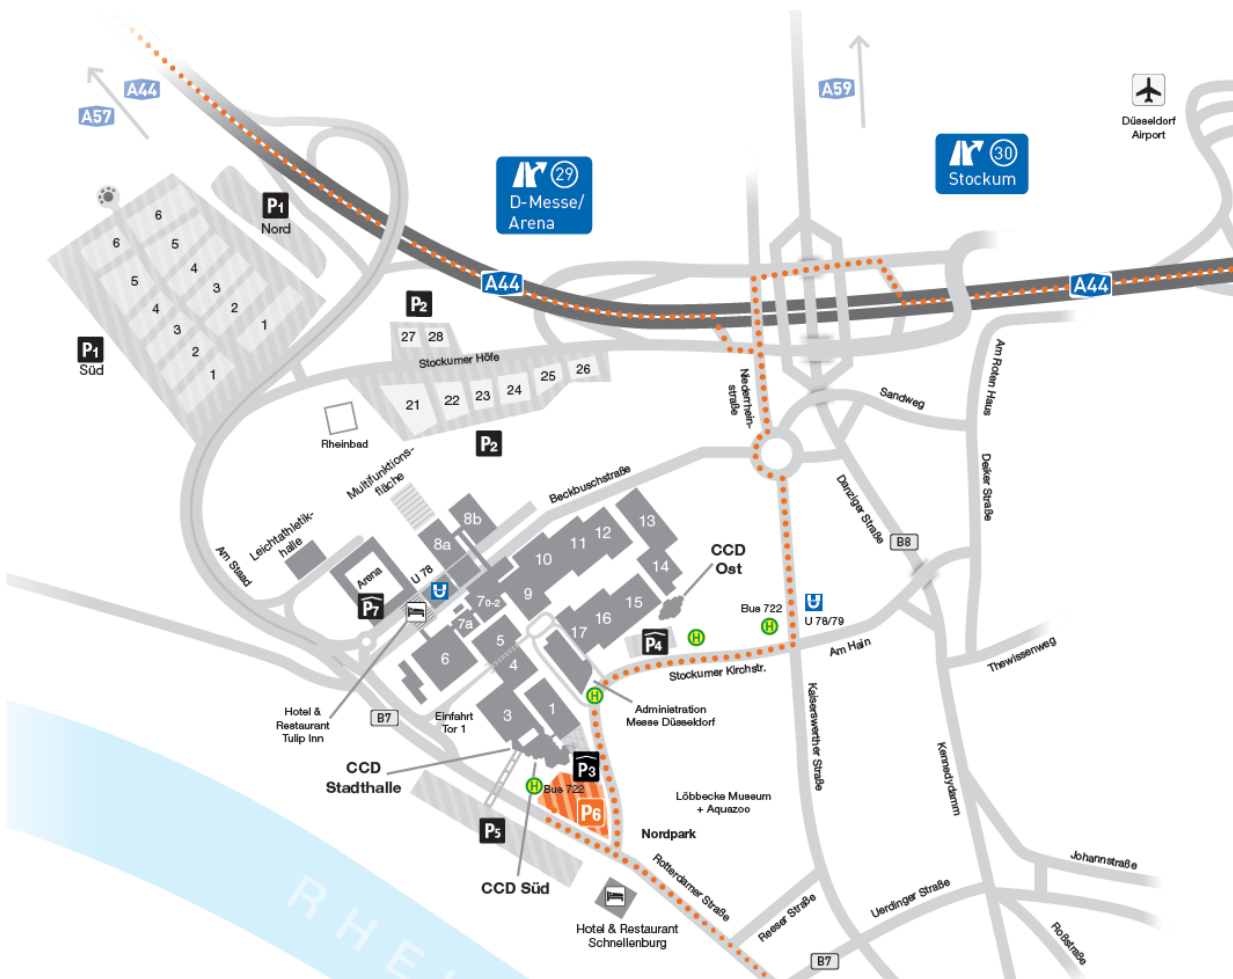 A44
A57
A59
Düsseldorf
Airport
29
D-Messe/
Arena
30
Stockum
P1
Nord
6
6
5
5
4
4
3
3
2
2
1
1
P1
Süd
A44
A44
P2
27
28
Stockumer Höfe
21
22
23
24
25
26
P2
Rheinbad
Niederrhein-
straße
Sandweg
Am Roten Haus
Deiker Straße
Danziger Straße
B8
Multifunktions-
fläche
Beckbuschstraße
Leichtathletik-
halle
Am Staad
Arena
P7
U 78
8b
8a
7 0-2
7a
9
10
11
12
13
14
15
16
17
6
5
4
3
1
CCD
Ost
P4
H
Bus 722
H
U 78/79
Am Hain
Thewissenweg
Stockumer Kirchstr.
H
Administration
Messe Düsseldorf
Hotel &
Restaurant
Tulip Inn
B7
Einfahrt
Tor 1
CCD
Stadthalle
P3
H
Bus 722
P6
P5
CCD Süd
Löbbecke Museum
+ Aquazoo
Nordpark
Kaiserswerther Straße
Kennedydamm
Rotterdamer Straße
Hotel & Restaurant
Schnellenburg
Reeser Straße
Uerdinger Straße
Johannstraße
Roßstraße
B7
RHE